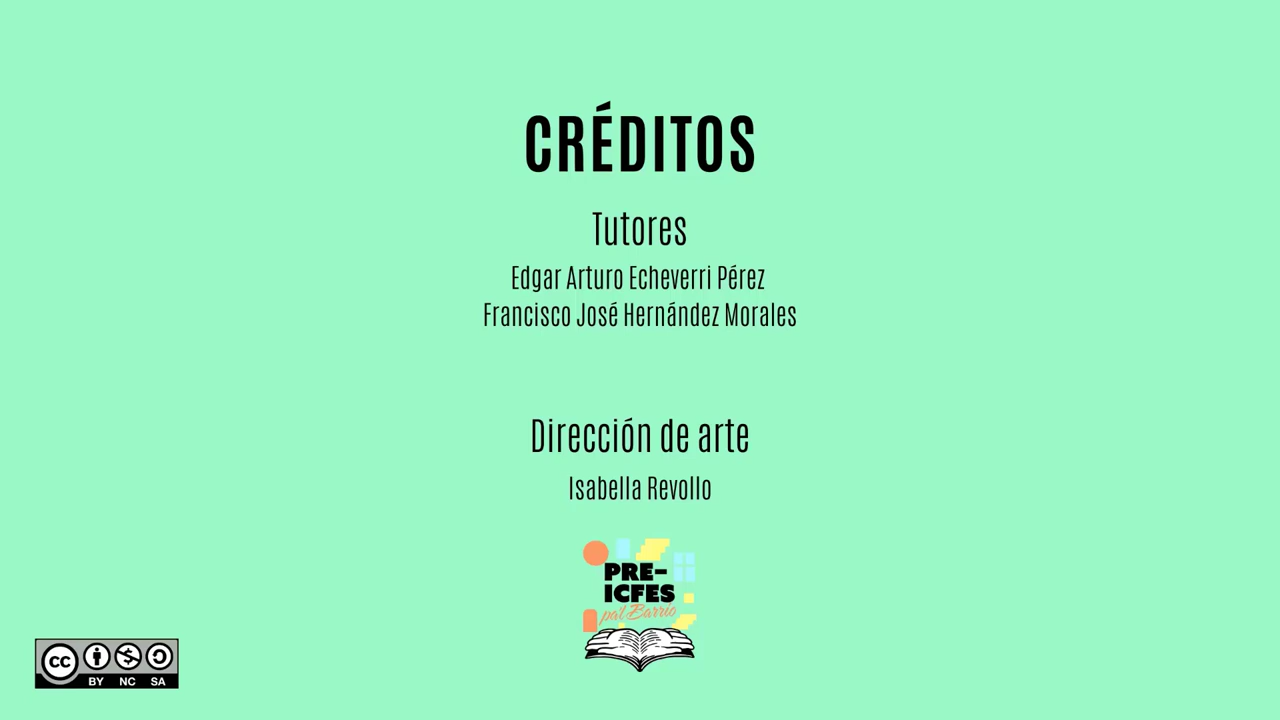 CRÉDITOS
Tutores
Edgar Arturo Echeverri Pérez
Francisco José Hernández Morales
Dirección de arte
Isabella Revollo
PRE-
ICFES
pa'l Barrio
cc
BY NC SA